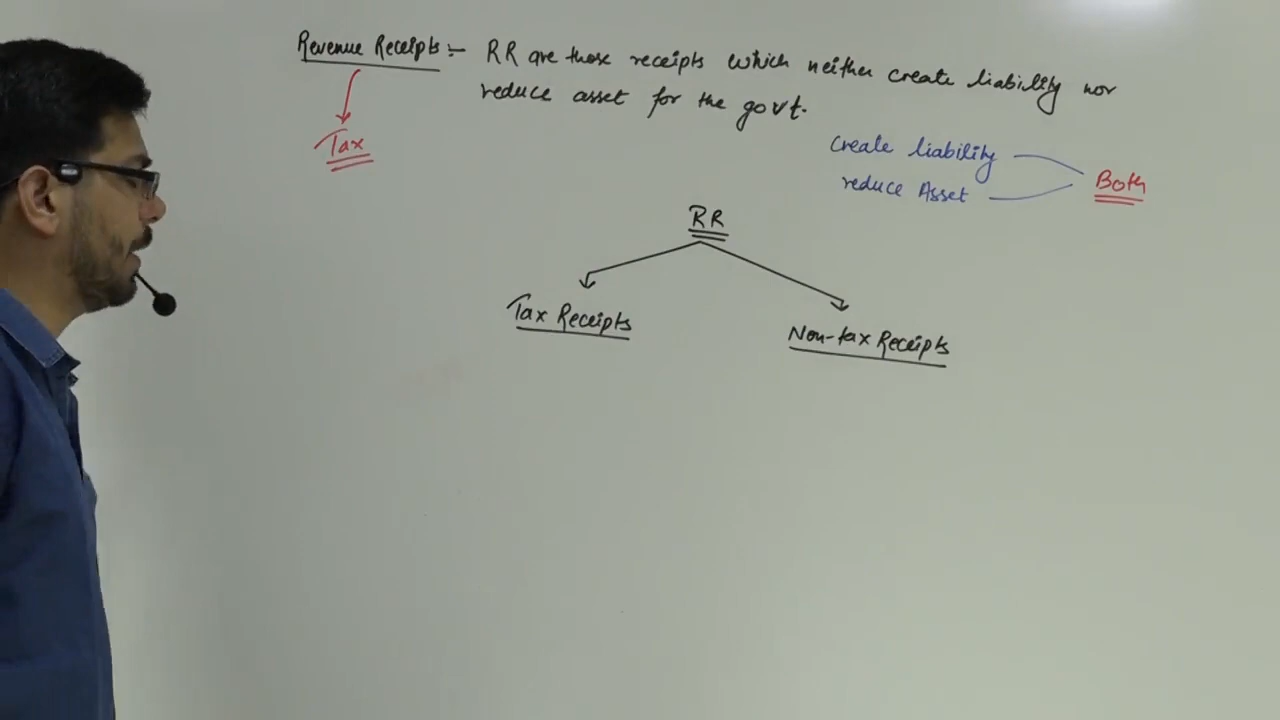 Revenue Receipts :- RR are those receipts which neither create liability nor
reduce asset for the govt.
Tax
Create liability
reduce Asset
Both
RR
Tax Receipts
Non-tax Receipts